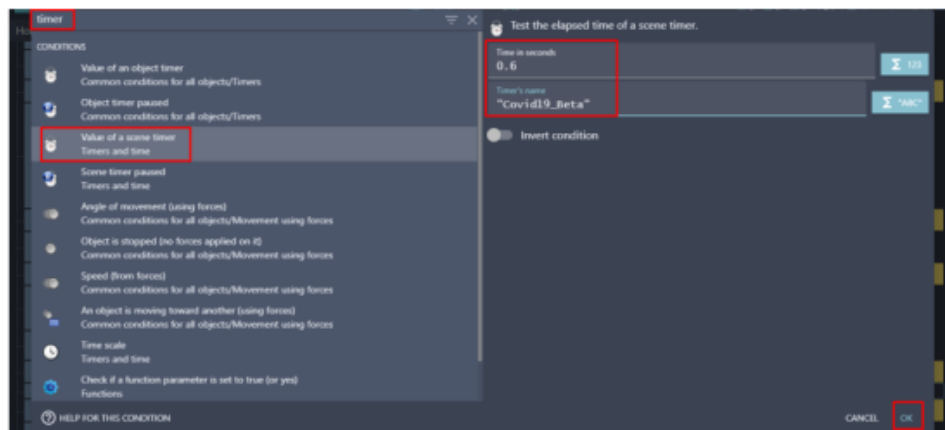 timer
CONDITIONS
Value of an object timer
Common conditions for all objects/Timers
Object timer paused
Common conditions for all objects/Timers
Value of a scene timer
Timers and time
Scene timer paused
Timers and time
Angle of movement (using forces)
Common conditions for all objects/Movement using forces
Object is stopped (no forces applied on it)
Common conditions for all objects/Movement using forces
Speed (from forces)
Common conditions for all objects/Movement using forces
An object is moving toward another (using forces)
Common conditions for all objects/Movement using forces
Time scale
Timers and time
Check if a function parameter is set to true (or yes)
Functions
HELP FOR THIS CONDITION
Test the elapsed time of a scene timer.
Time in seconds
0.6
Σ 123
Timer's name
"Covid19_Beta"
Σ "ABC"
Invert condition
CANCEL
OK